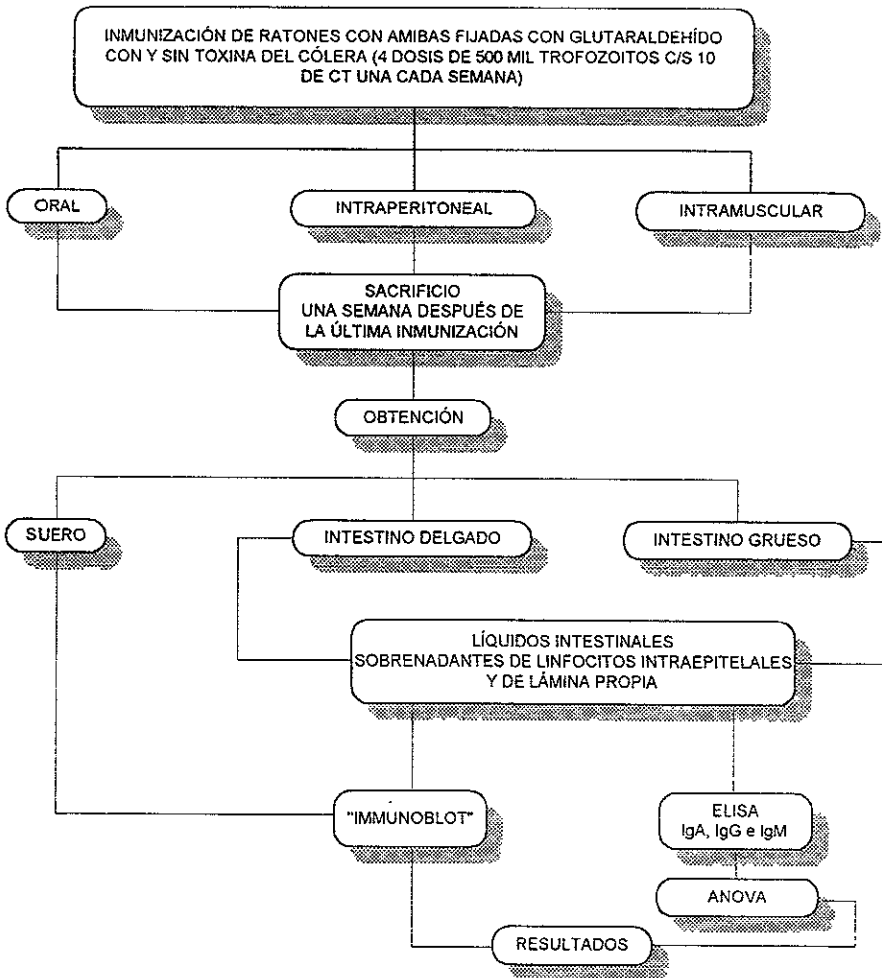 INMUNIZACIÓN DE RATONES CON AMIBAS FIJADAS CON GLUTARALDEHÍDO
CON Y SIN TOXINA DEL CÓLERA (4 DOSIS DE 500 MIL TROFOZOITOS C/S 10
DE CT UNA CADA SEMANA)
ORAL
INTRAPERITONEAL
INTRAMUSCULAR
SACRIFICIO
UNA SEMANA DESPUÉS DE
LA ÚLTIMA INMUNIZACIÓN
OBTENCIÓN
SUERO
INTESTINO DELGADO
INTESTINO GRUESO
LÍQUIDOS INTESTINALES
SOBRENADANTES DE LINFOCITOS INTRAEPITELALES
Y DE LÁMINA PROPIA
"IMMUNOBLOT"
ELISA
IgA, IgG e IgM
ANOVA
RESULTADOS